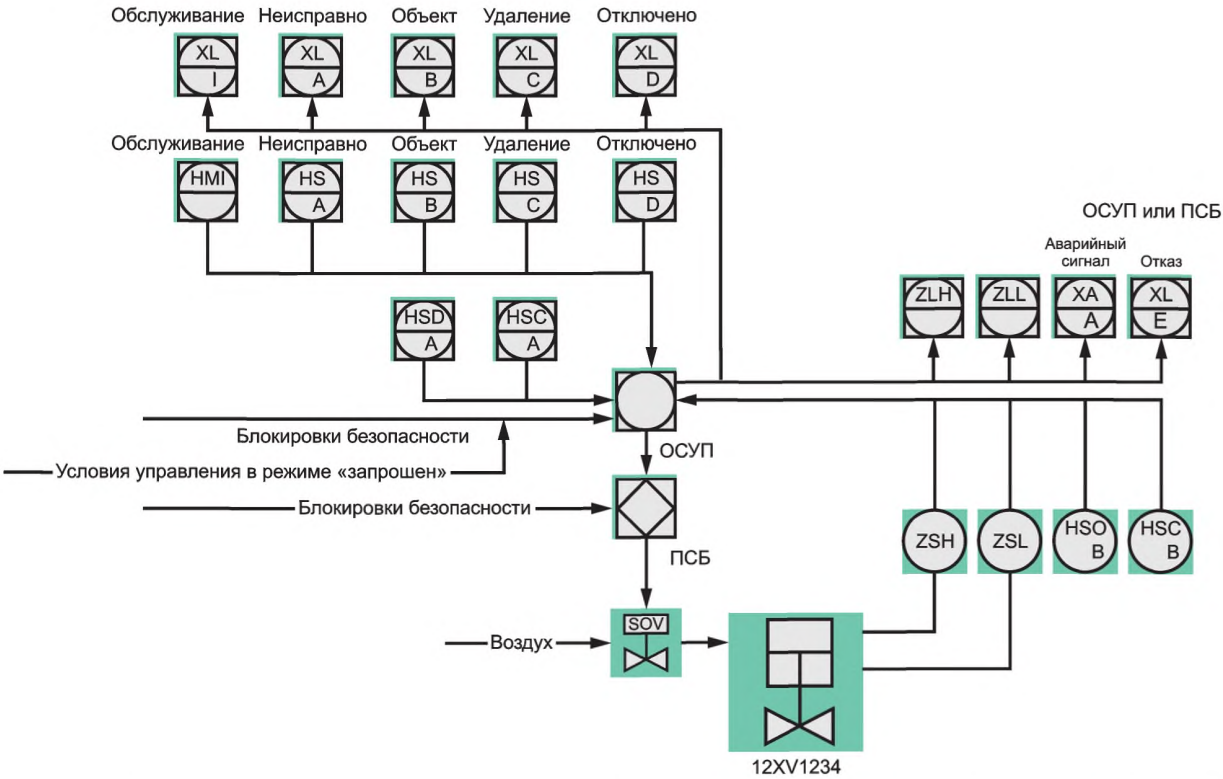 Обслуживание Неисправно Объект Удаление Отключено
XL XL XL XL XL
I A B C D
Обслуживание Неисправно Объект Удаление Отключено
HMI HS HS HS HS
A B C D
ОСУП или ПСБ
Аварийный
сигнал Отказ
ZLH ZLL XA XL
A E
HSD HSC
A A
Блокировки безопасности
ОСУП
Условия управления в режиме «запрошен»
Блокировки безопасности
ПСБ
ZSH ZSL HSO HSC
B B
SOV
Воздух
12XV1234